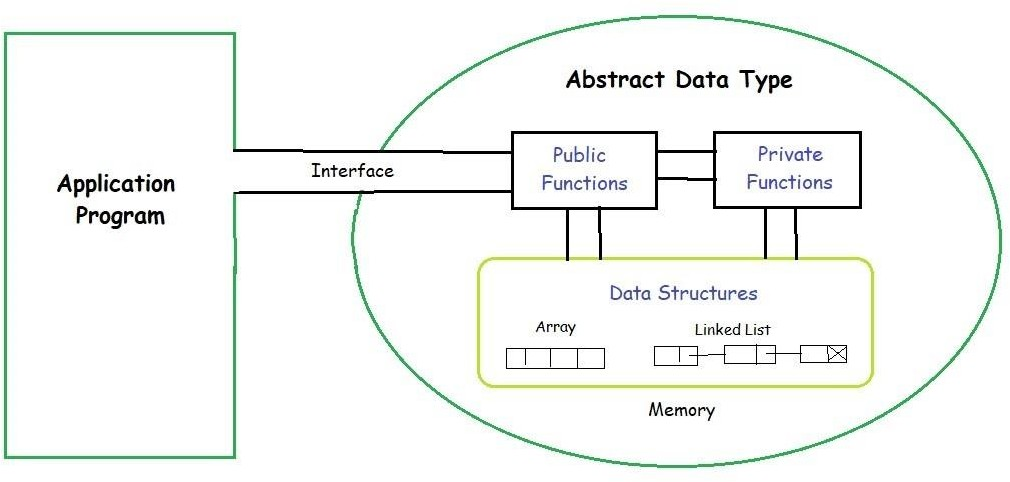 Abstract Data Type
Application
Program
Interface
Public
Functions
Private
Functions
Data Structures
Array
Linked List
Memory